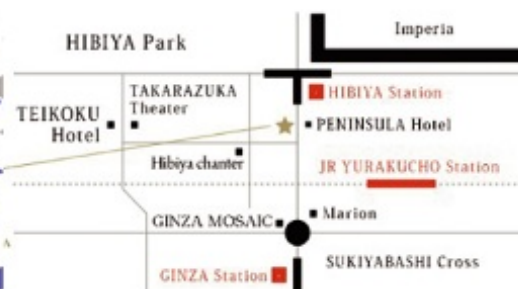 Imperia
HIBIYA Park
TAKARAZUKA
Theater
HIBIYA Station
TEIKOKU
Hotel
PENINSULA Hotel
Hibiya chanter
JR YURAKUCHO Station
GINZA MOSAIC
Marion
SUKIYABASHI Cross
GINZA Station
A